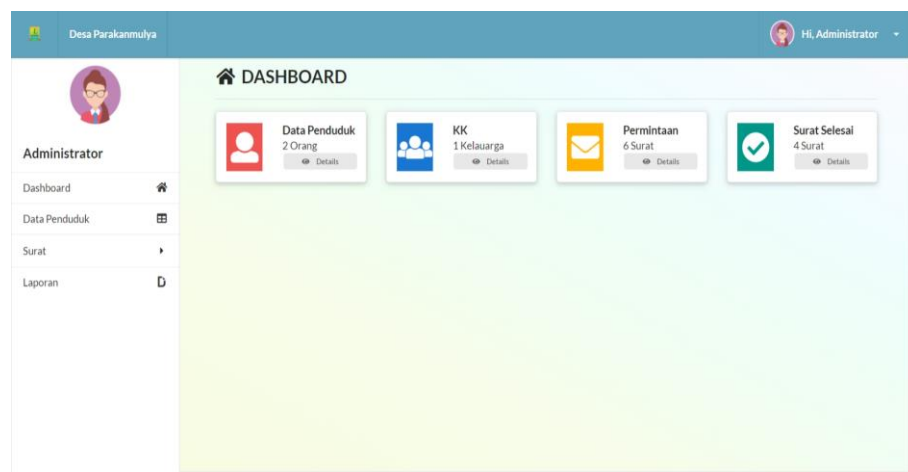 Desa Parakanmulya
Hi, Administrator
Administrator
Dashboard
Data Penduduk
Surat
Laporan
DASHBOARD
Data Penduduk
2 Orang
Details
KK
1 Kelauarga
Details
Permintaan
6 Surat
Details
Surat Selesai
4 Surat
Details